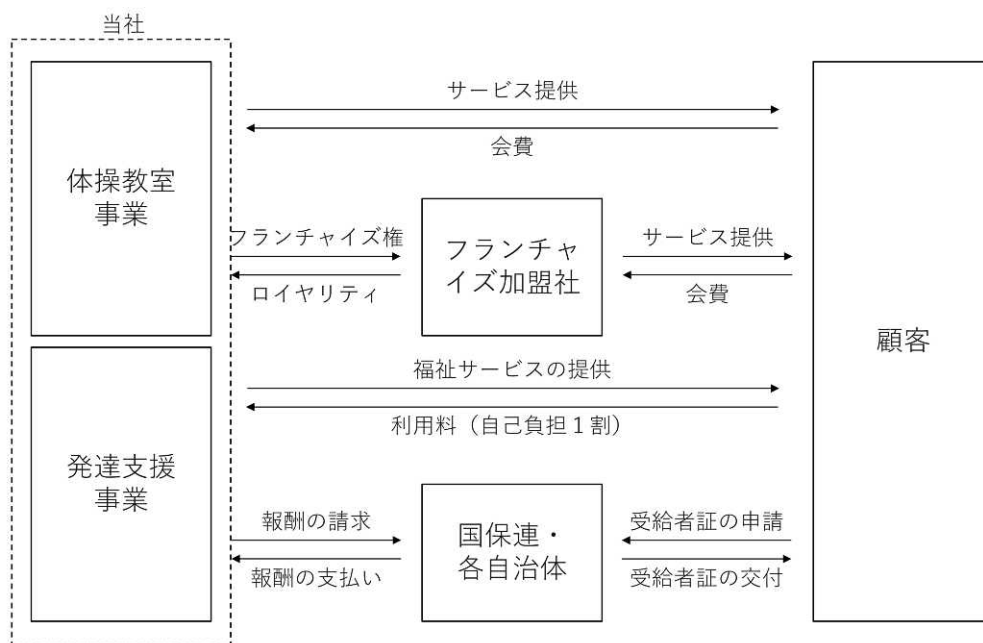 当社
サービス提供
会費
体操教室
事業
フランチャイズ権
ロイヤリティ
フランチャ
イズ加盟社
サービス提供
会費
顧客
福祉サービスの提供
利用料（自己負担１割）
発達支援
事業
報酬の請求
報酬の支払い
国保連・
各自治体
受給者証の申請
受給者証の交付